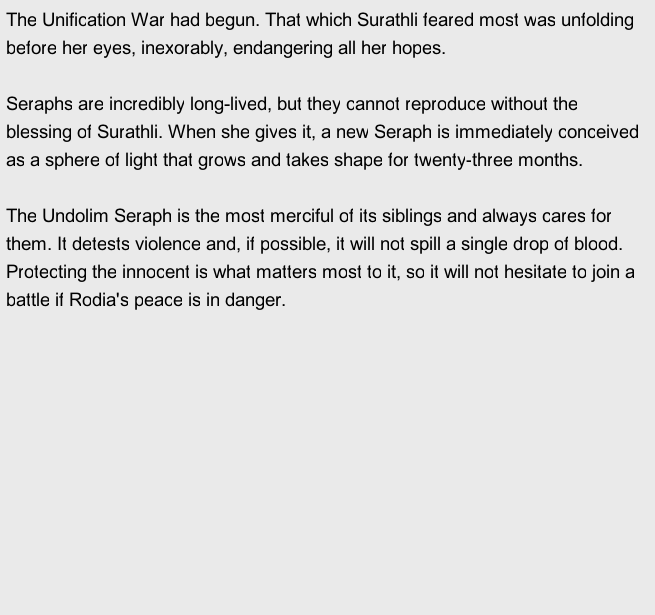 The Unification War had begun. That which Surathli feared most was unfolding
before her eyes, inexorably, endangering all her hopes.
Seraphs are incredibly long-lived, but they cannot reproduce without the
blessing of Surathli. When she gives it, a new Seraph is immediately conceived
as a sphere of light that grows and takes shape for twenty-three months.
The Undolim Seraph is the most merciful of its siblings and always cares for
them. It detests violence and, if possible, it will not spill a single drop of blood.
Protecting the innocent is what matters most to it, so it will not hesitate to join a
battle if Rodia's peace is in danger.